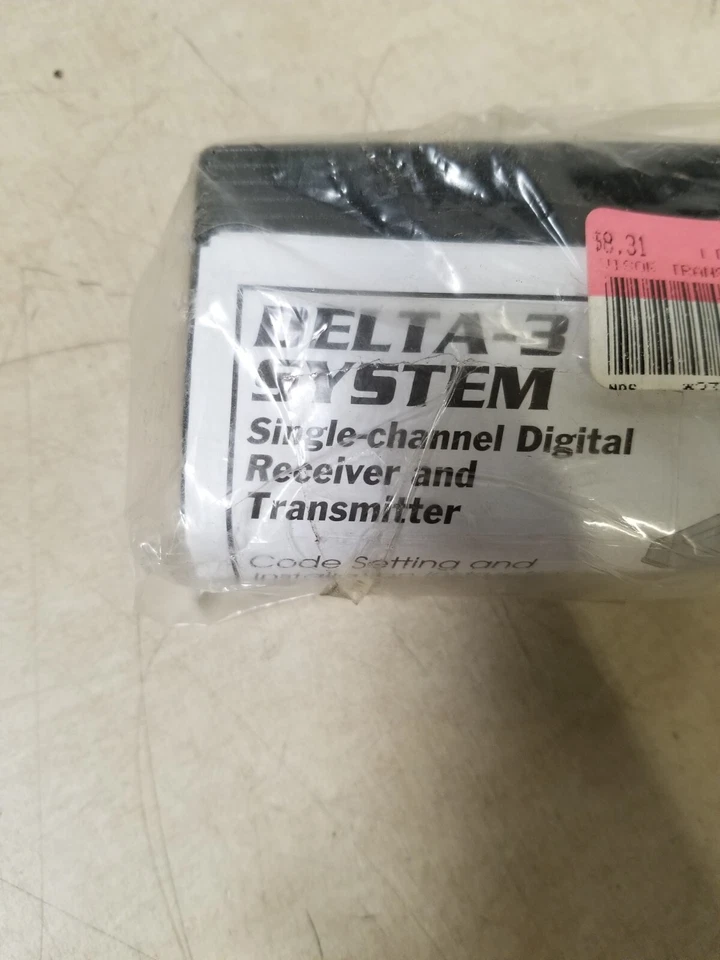 $8.31
DELTA-3
SYSTEM
Single-channel Digital
Receiver and
Transmitter
Code Setting and